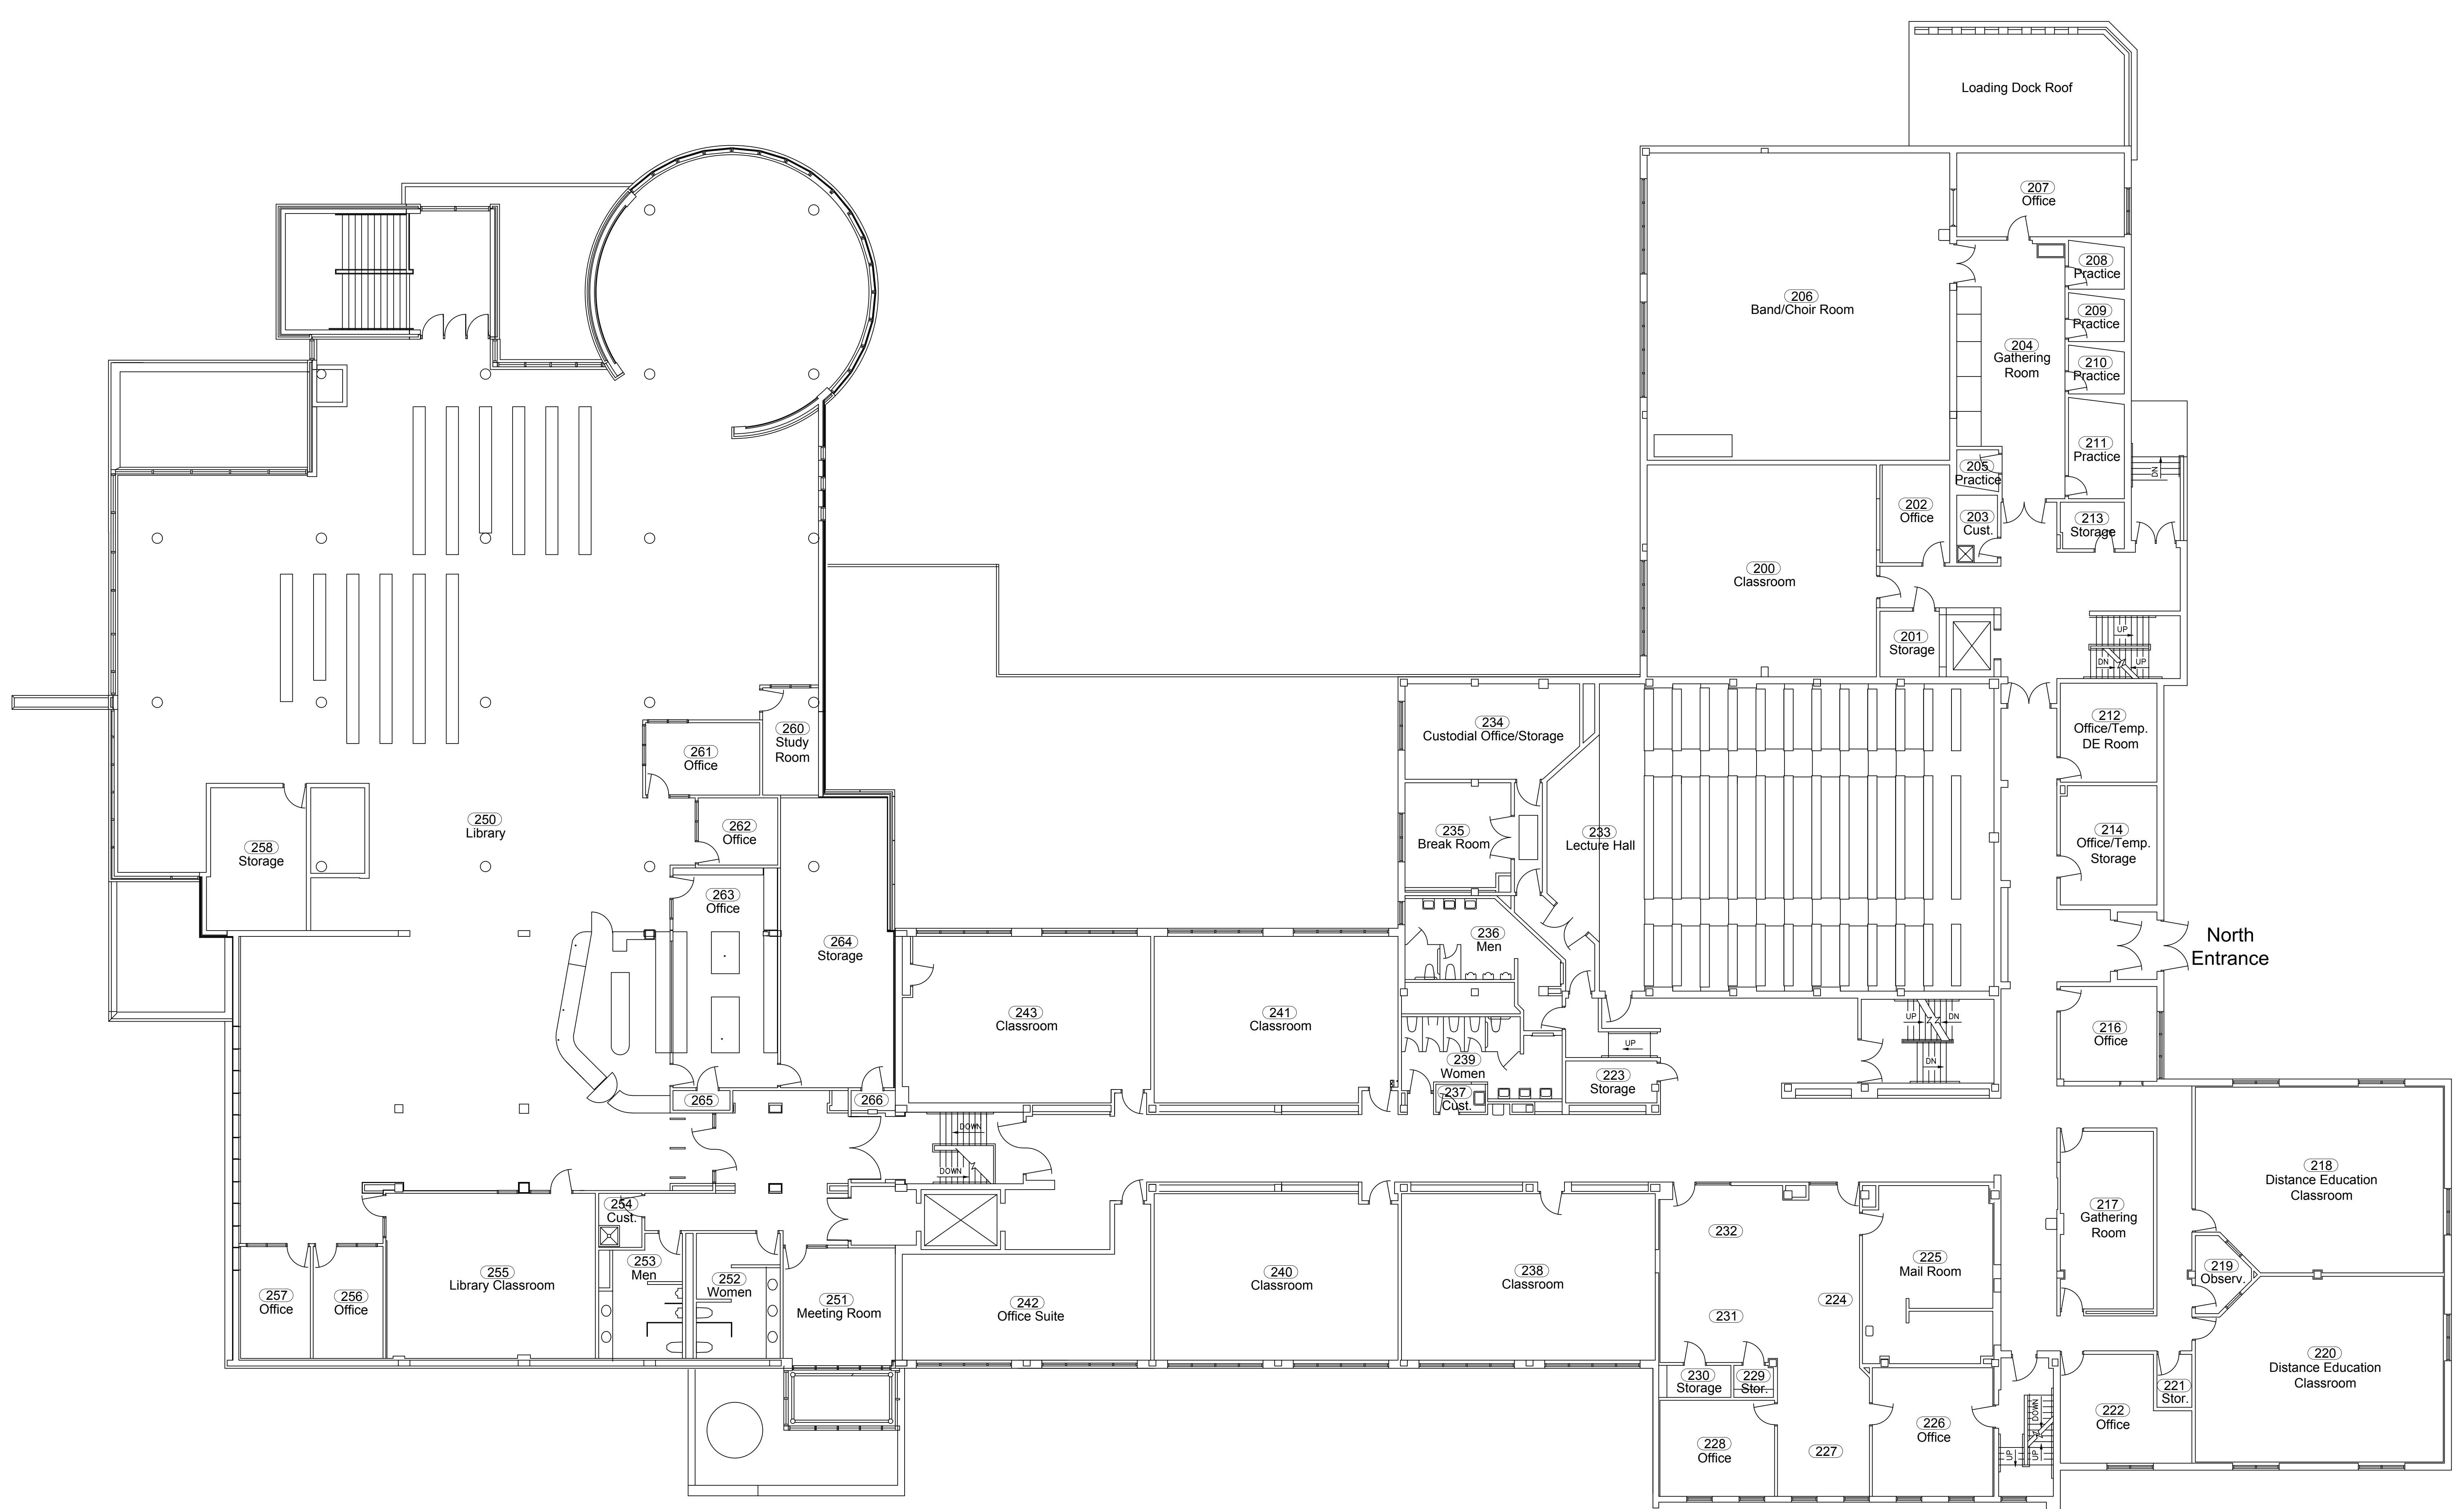 Loading Dock Roof
207
Office
208
Practice
209
Practice
210
Practice
211
Practice
206
Band/Choir Room
204
Gathering
Room
205
Practice
202
Office
203
Cust.
213
Storage
DN
200
Classroom
201
Storage
UP
DN
UP
212
Office/Temp.
DE Room
214
Office/Temp.
Storage
North
Entrance
216
Office
234
Custodial Office/Storage
235
Break Room
233
Lecture Hall
236
Men
239
Women
237
Cust.
223
Storage
UP
UP
DN
DN
260
Study
Room
261
Office
262
Office
250
Library
258
Storage
263
Office
264
Storage
265
266
243
Classroom
241
Classroom
DOWN
DOWN
218
Distance Education
Classroom
217
Gathering
Room
219
Observ.
220
Distance Education
Classroom
221
Stor.
222
Office
232
225
Mail Room
224
231
230
Storage
229
Stor.
228
Office
227
226
Office
DOWN
UP
UP
238
Classroom
240
Classroom
242
Office Suite
251
Meeting Room
252
Women
253
Men
254
Cust.
255
Library Classroom
256
Office
257
Office